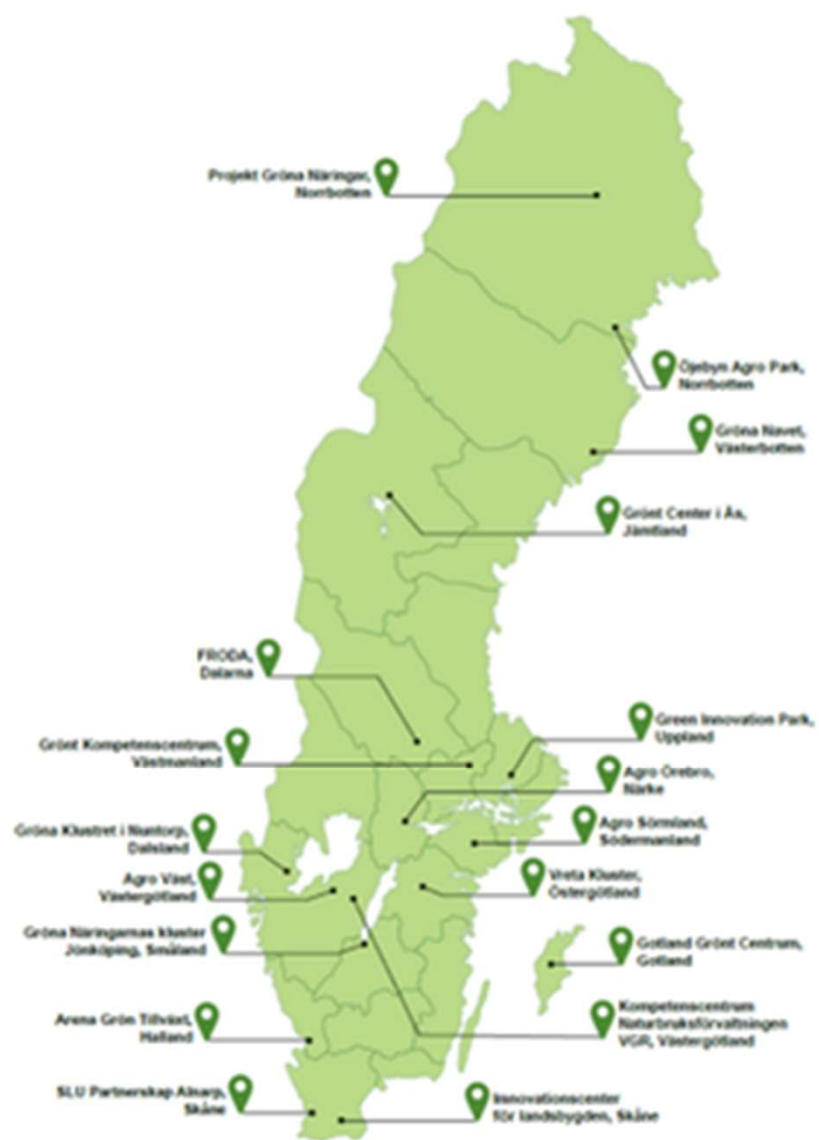 Projekt Gröna Näringar,
Norrbotten
Öjebyn Agro Park,
Norrbotten
Gröna Navet,
Västerbotten
Grönt Center i Ås,
Jämtland
FRODA,
Dalarna
Green Innovation Park,
Uppland
Grönt Kompetenscentrum,
Västmanland
Agro Örebro,
Närke
Agro Sörmland,
Södermanland
Gröna Klustret i Nuntorp,
Dalsland
Vreta Kluster,
Östergötland
Agro Väst,
Västergötland
Gröna Näringarnas kluster
Jönköping, Småland
Gotland Grönt Centrum,
Gotland
Kompetenscentrum
Naturbruksförvaltningen
VGR, Västergötland
Arena Grön Tillväxt,
Halland
SLU Partnerskap Alnarp,
Skåne
Innovationscenter
för landsbygden, Skåne